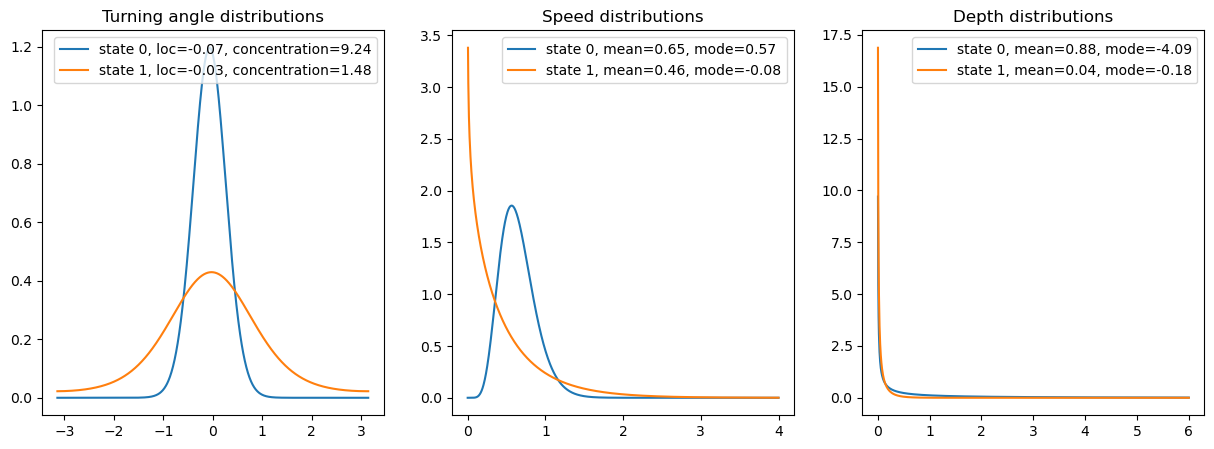 Turning angle distributions
state 0, loc=-0.07, concentration=9.24
state 1, loc=-0.03, concentration=1.48
1.2
1.0
0.8
0.6
0.4
0.2
0.0
−3 −2 −1 0 1 2 3
Speed distributions
state 0, mean=0.65, mode=0.57
state 1, mean=0.46, mode=-0.08
3.5
3.0
2.5
2.0
1.5
1.0
0.5
0.0
0 1 2 3 4
Depth distributions
state 0, mean=0.88, mode=-4.09
state 1, mean=0.04, mode=-0.18
17.5
15.0
12.5
10.0
7.5
5.0
2.5
0.0
0 1 2 3 4 5 6